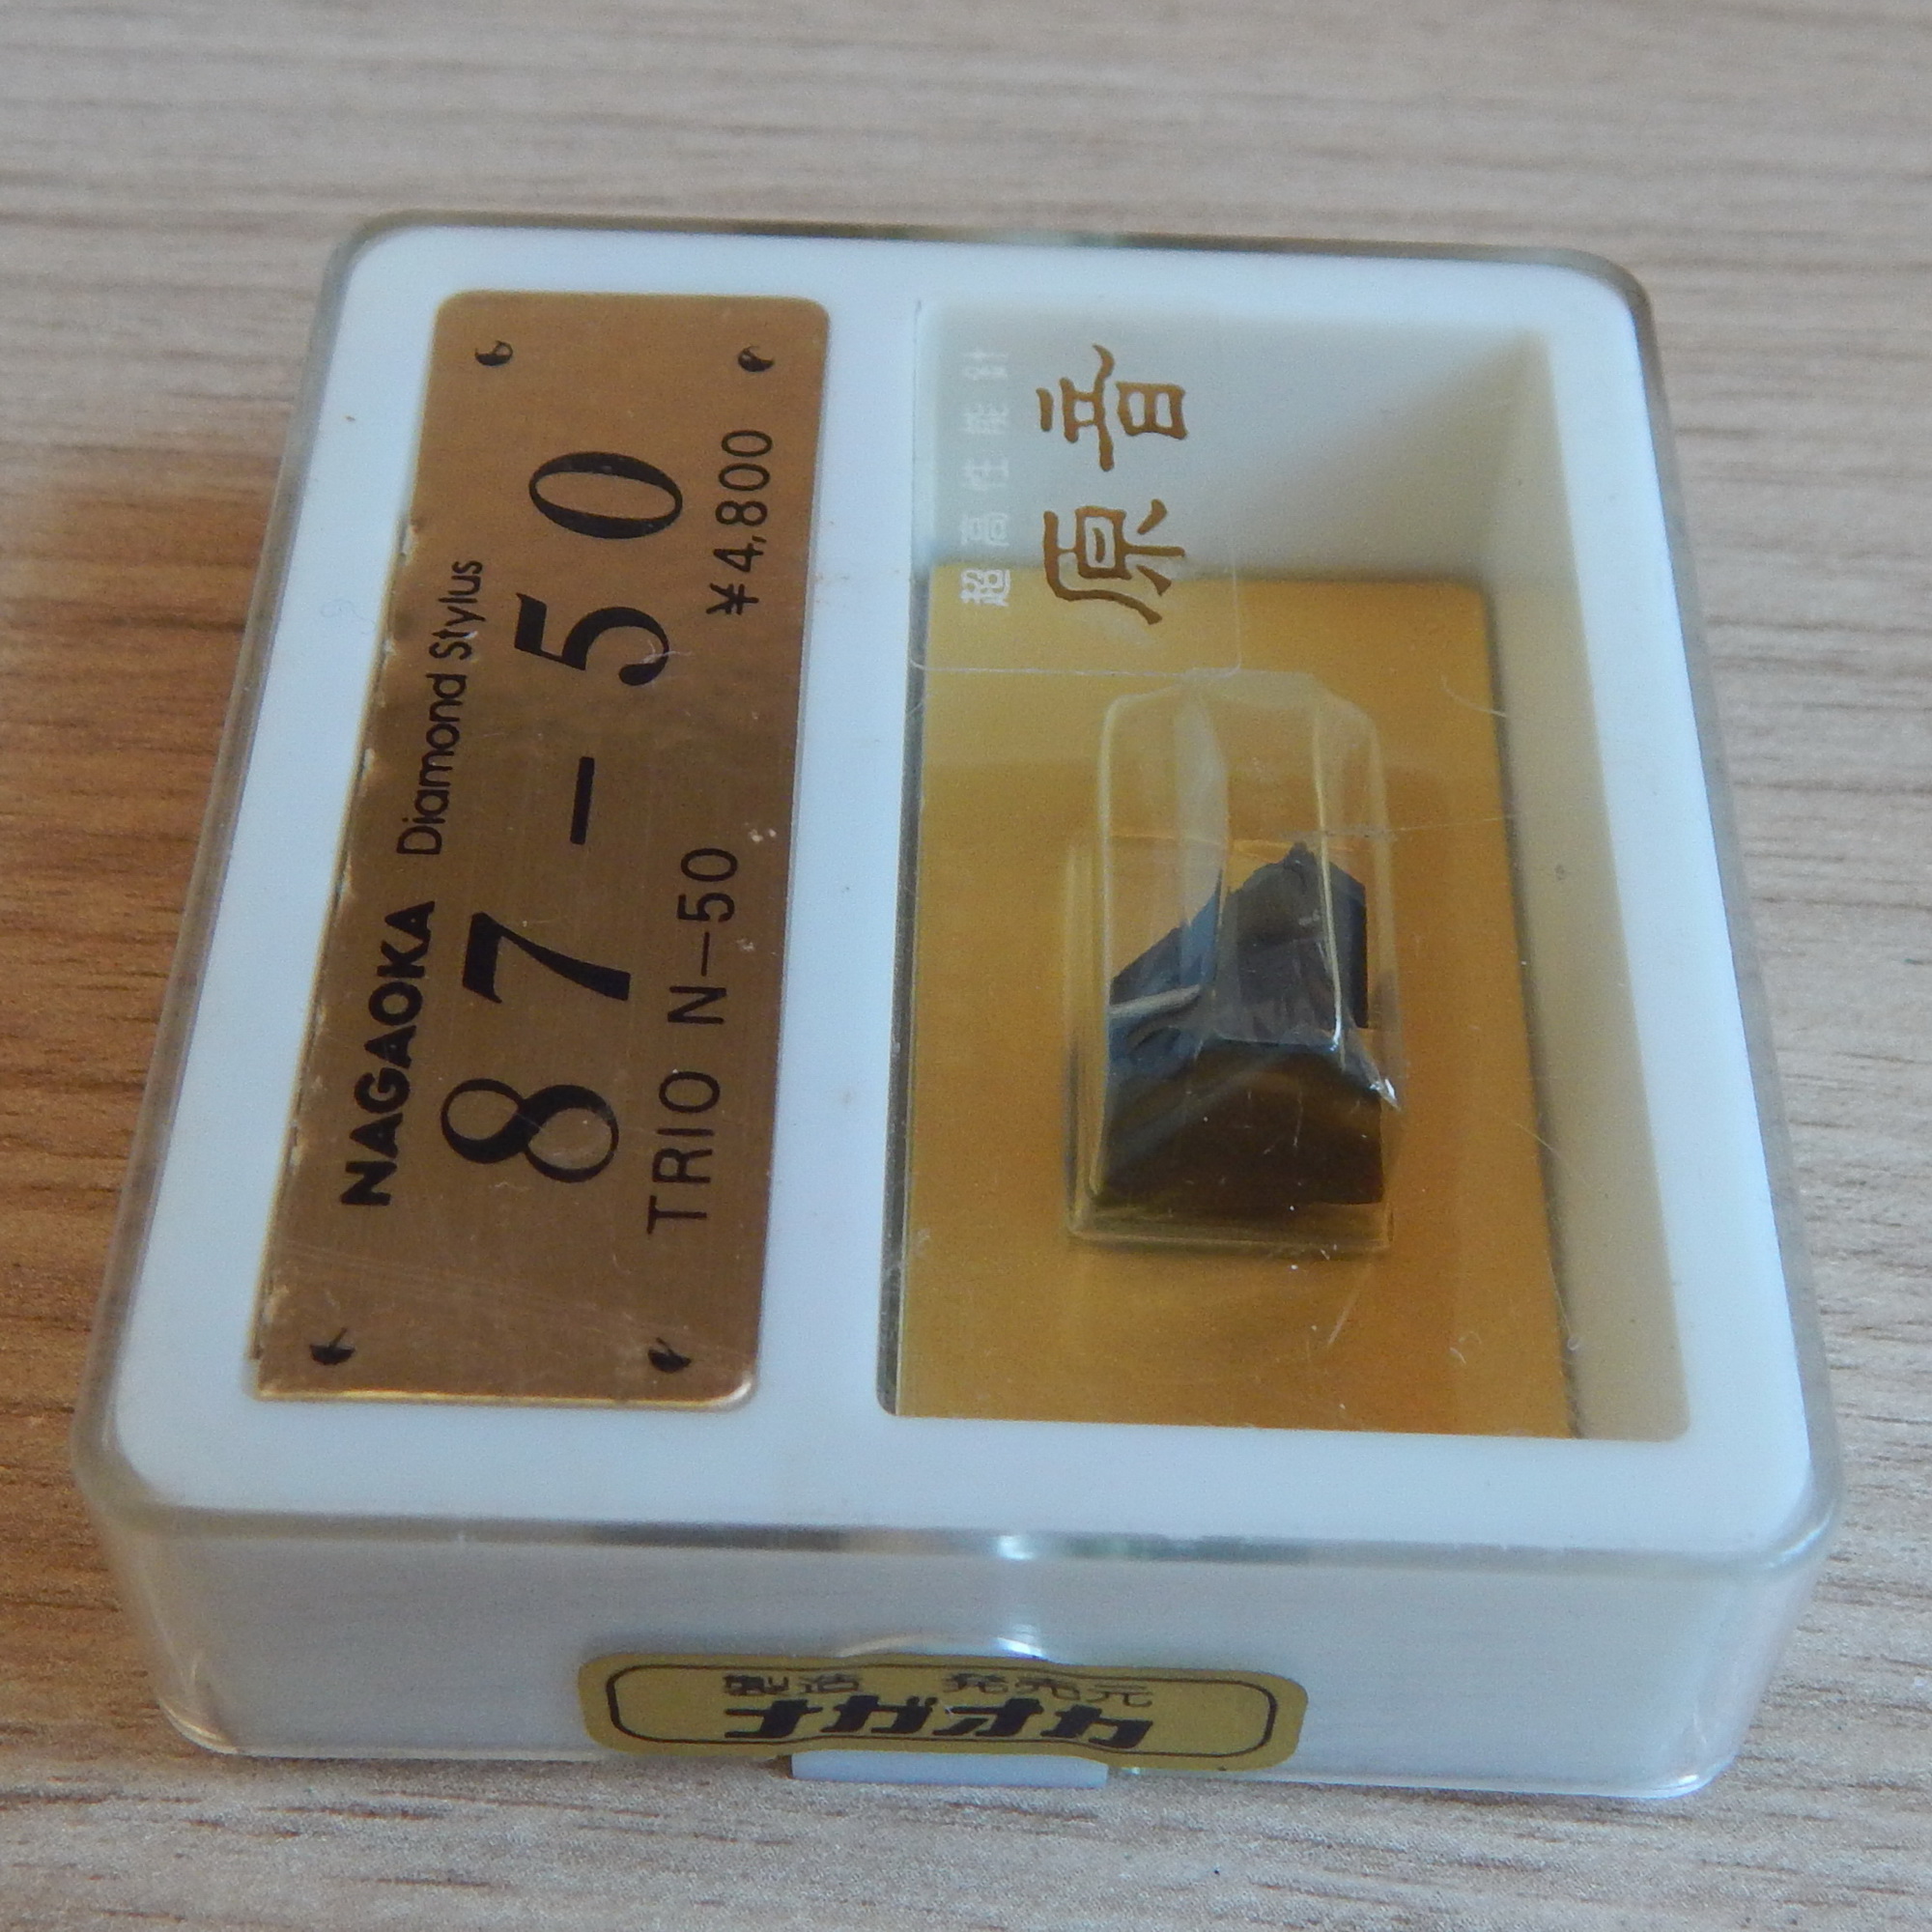 NAGAOKA Diamond Stylus
87-50
¥4,800
TRIO N-50
超高性能針
原音
製造 発売元
ナガオカ